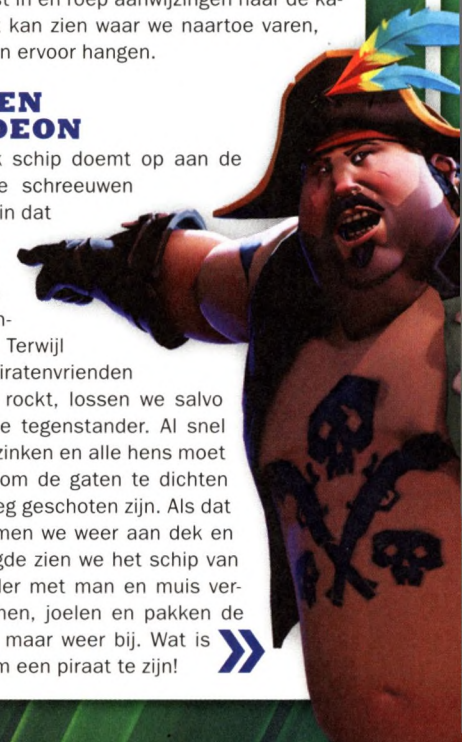 st in en roep aanwijzingen naar de ka-
kan zien waar we naartoe varen,
n ervoor hangen.
EN
DEON
k schip doemt op aan de
e schreeuwen
in dat
n-
Terwijl
iratenvrienden
rockt, lossen we salvo
e tegenstander. Al snel
zinken en alle hens moet
om de gaten te dichten
eg geschoten zijn. Als dat
men we weer aan dek en
gde zien we het schip van
der met man en muis ver-
nen, joelen en pakken de
maar weer bij. Wat is
m een piraat te zijn!